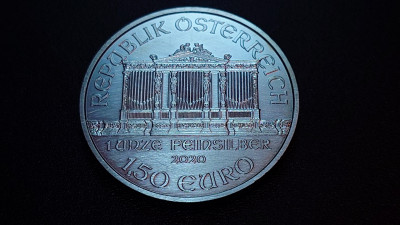 REPUBLIK ÖSTERREICH
1 UNZE FEINSILBER
2020
1,50 EURO